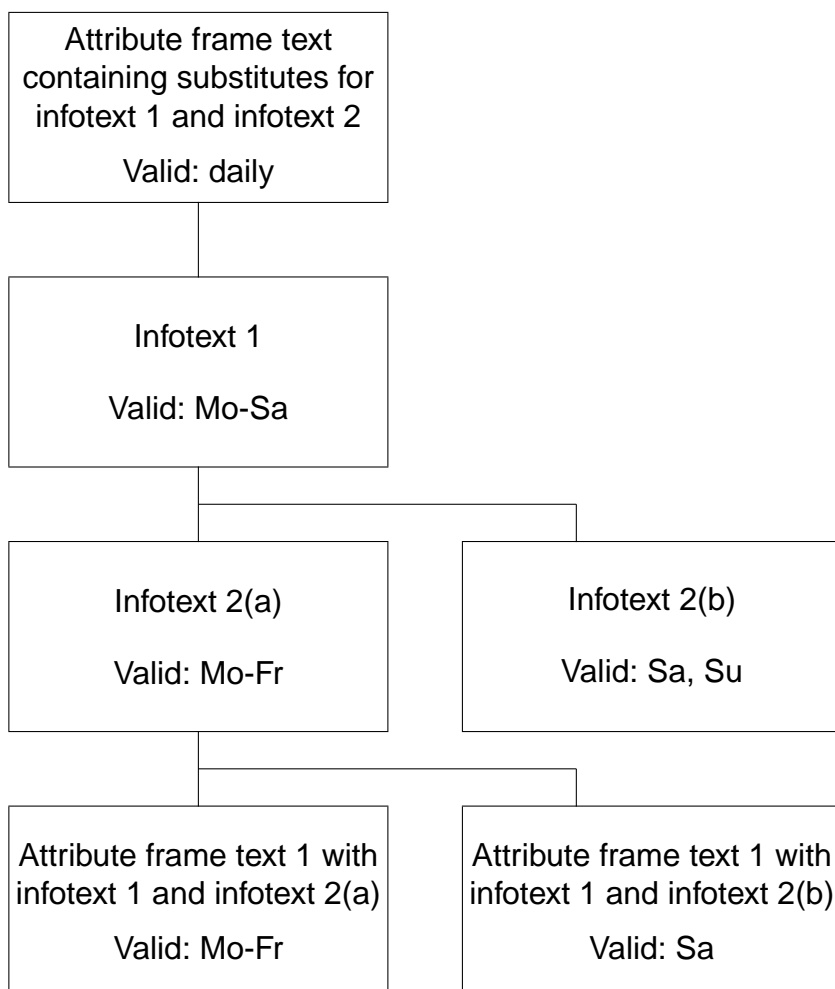 Attribute frame text
containing substitutes for
infotext 1 and infotext 2
Valid: daily
Infotext 1
Valid: Mo-Sa
Infotext 2(a)
Valid: Mo-Fr
Infotext 2(b)
Valid: Sa, Su
Attribute frame text 1 with
infotext 1 and infotext 2(a)
Valid: Mo-Fr
Attribute frame text 1 with
infotext 1 and infotext 2(b)
Valid: Sa